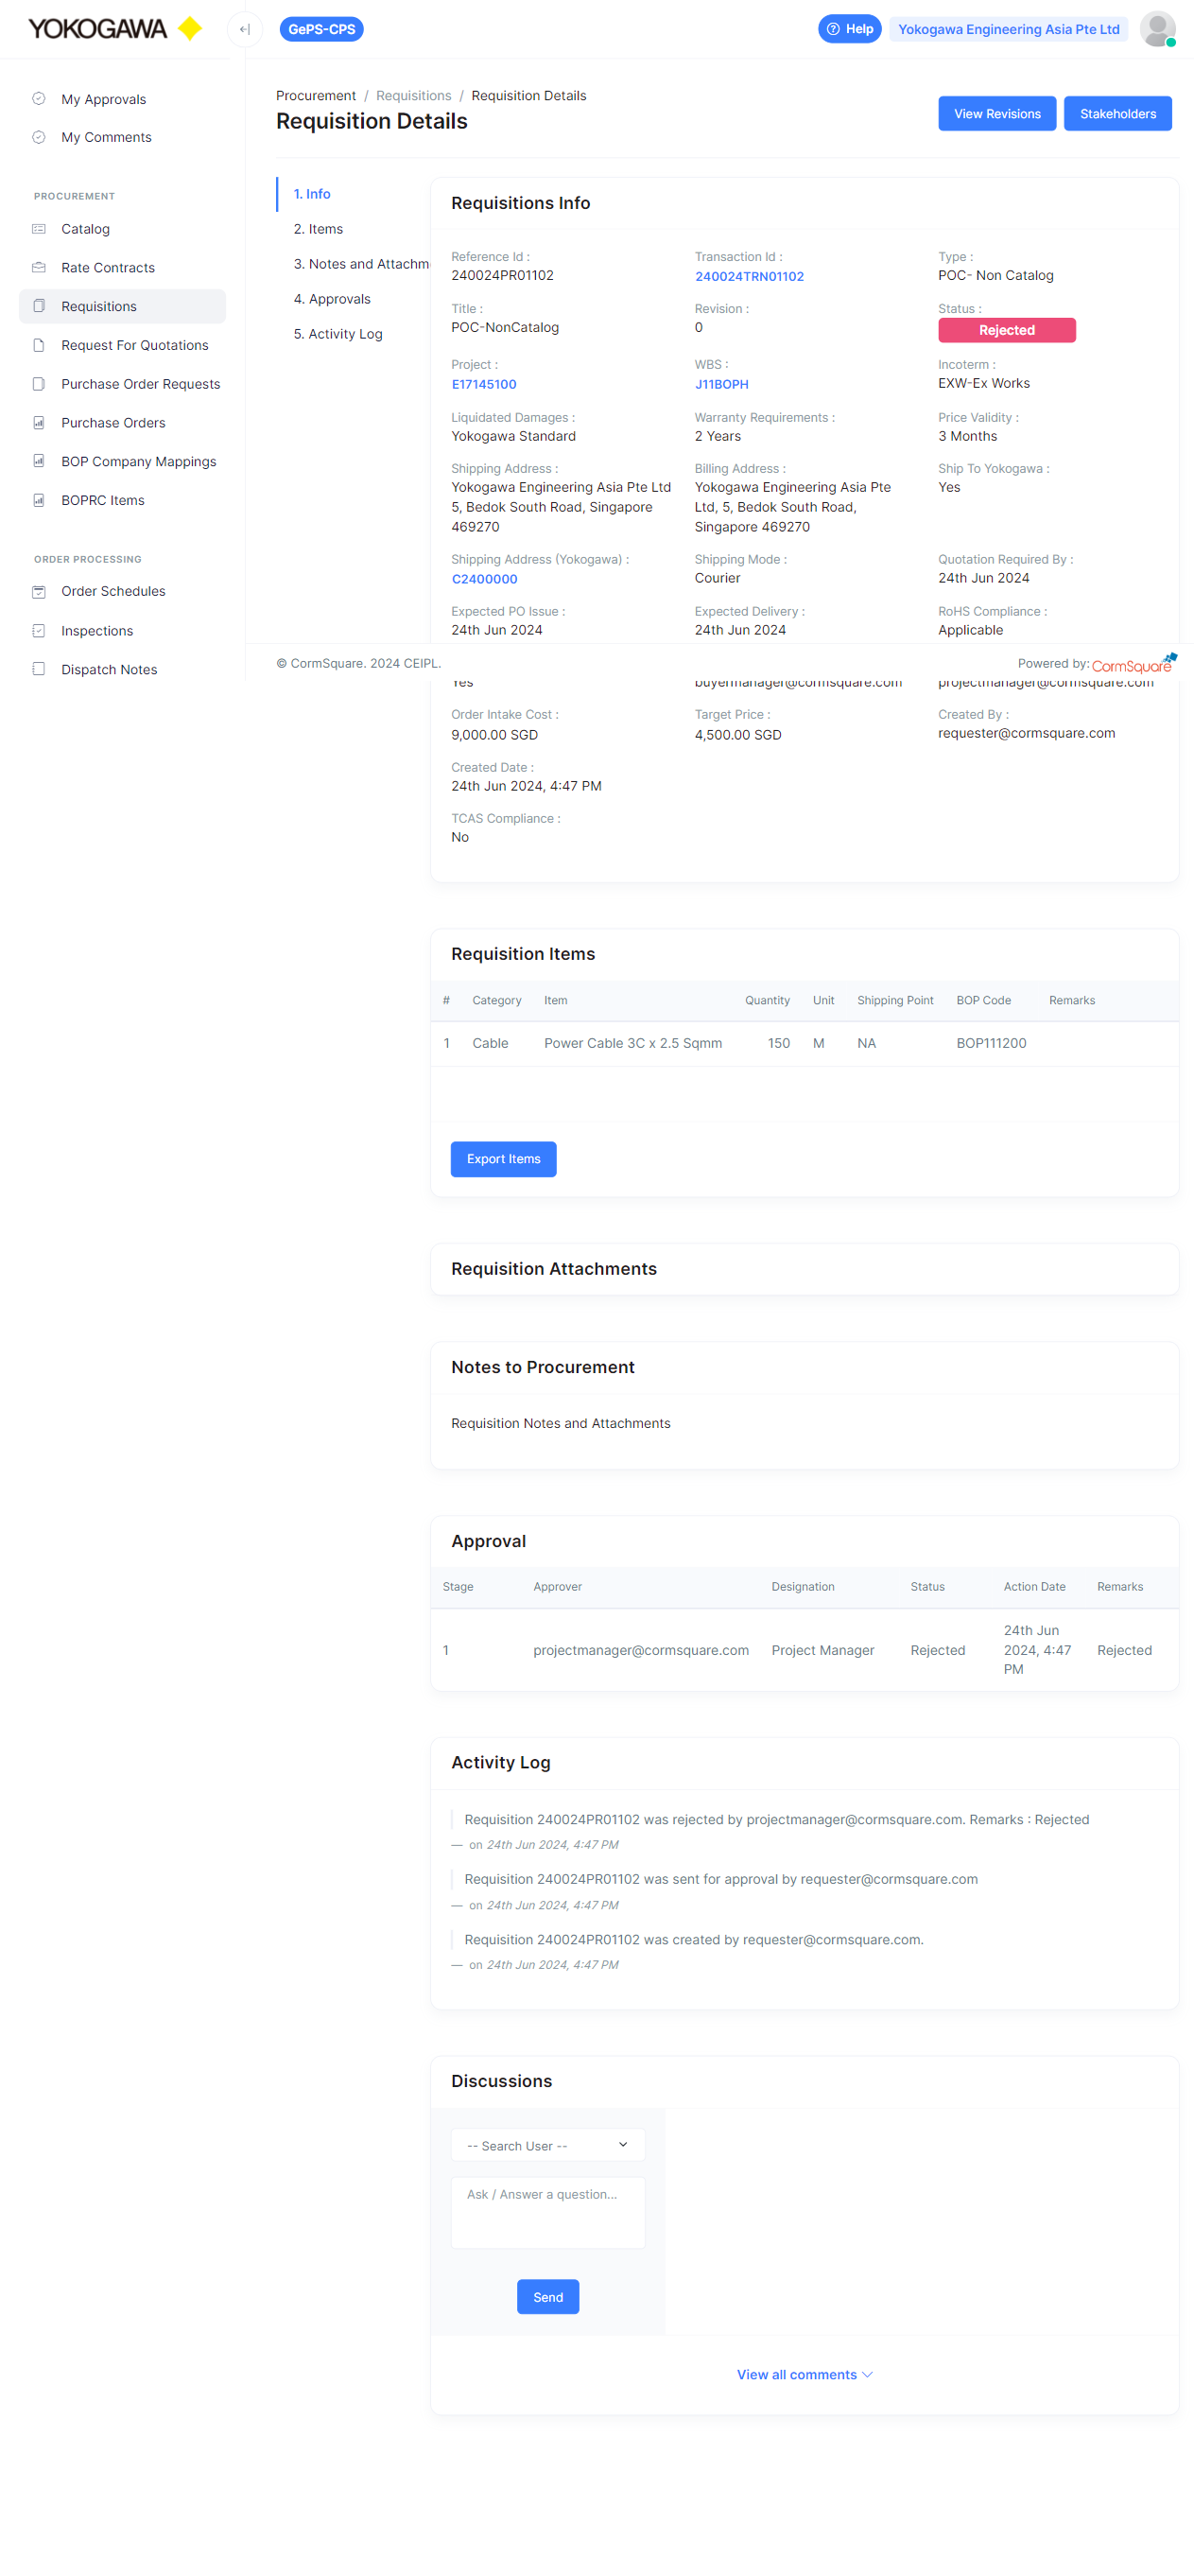 YOKOGAWA
GePS-CPS
Help
Yokogawa Engineering Asia Pte Ltd
My Approvals
My Comments
PROCUREMENT
Catalog
Rate Contracts
Requisitions
Request For Quotations
Purchase Order Requests
Purchase Orders
BOP Company Mappings
BOPRC Items
ORDER PROCESSING
Order Schedules
Inspections
Dispatch Notes
Procurement / Requisitions / Requisition Details
Requisition Details
View Revisions
Stakeholders
1. Info
2. Items
3. Notes and Attachm
4. Approvals
5. Activity Log
Requisitions Info
Reference Id : Transaction Id : Type :
240024PR01102 240024TRN01102 POC- Non Catalog
Title : Revision : Status :
POC-NonCatalog 0 Rejected
Project : WBS : Incoterm :
E17145100 J11BOPH EXW-Ex Works
Liquidated Damages : Warranty Requirements : Price Validity :
Yokogawa Standard 2 Years 3 Months
Shipping Address : Billing Address : Ship To Yokogawa :
Yokogawa Engineering Asia Pte Ltd Yokogawa Engineering Asia Pte Yes
5, Bedok South Road, Singapore Ltd, 5, Bedok South Road,
469270 Singapore 469270
Shipping Address (Yokogawa) : Shipping Mode : Quotation Required By :
C2400000 Courier 24th Jun 2024
Expected PO Issue : Expected Delivery : RoHS Compliance :
24th Jun 2024 24th Jun 2024 Applicable
© CormSquare. 2024 CEIPL. Powered by: CormSquare
Yes buyermanager@cormsquare.com projectmanager@cormsquare.com
Order Intake Cost : Target Price : Created By :
9,000.00 SGD 4,500.00 SGD requester@cormsquare.com
Created Date :
24th Jun 2024, 4:47 PM
TCAS Compliance :
No
Requisition Items
# Category Item Quantity Unit Shipping Point BOP Code Remarks
1 Cable Power Cable 3C x 2.5 Sqmm 150 M NA BOP111200
Export Items
Requisition Attachments
Notes to Procurement
Requisition Notes and Attachments
Approval
Stage Approver Designation Status Action Date Remarks
1 projectmanager@cormsquare.com Project Manager Rejected 24th Jun 2024, 4:47 PM Rejected
Activity Log
Requisition 240024PR01102 was rejected by projectmanager@cormsquare.com. Remarks : Rejected
— on 24th Jun 2024, 4:47 PM
Requisition 240024PR01102 was sent for approval by requester@cormsquare.com
— on 24th Jun 2024, 4:47 PM
Requisition 240024PR01102 was created by requester@cormsquare.com.
— on 24th Jun 2024, 4:47 PM
Discussions
-- Search User --
Ask / Answer a question...
Send
View all comments